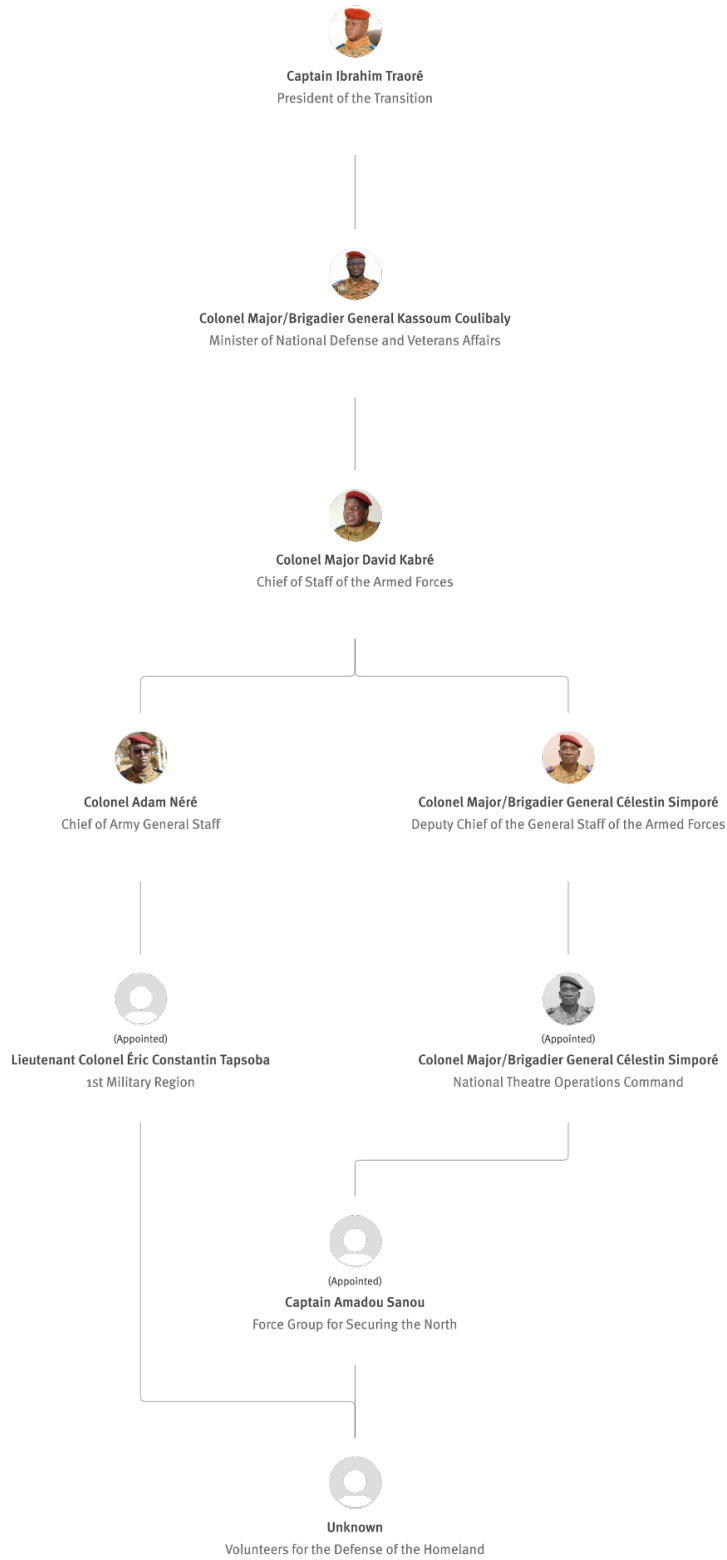 Captain Ibrahim Traoré
President of the Transition
Colonel Major/Brigadier General Kassoum Coulibaly
Minister of National Defense and Veterans Affairs
Colonel Major David Kabré
Chief of Staff of the Armed Forces
Colonel Adam Néré
Chief of Army General Staff
Colonel Major/Brigadier General Célestin Simporé
Deputy Chief of the General Staff of the Armed Forces
(Appointed)
Lieutenant Colonel Éric Constantin Tapsoba
1st Military Region
(Appointed)
Colonel Major/Brigadier General Célestin Simporé
National Theatre Operations Command
(Appointed)
Captain Amadou Sanou
Force Group for Securing the North
Unknown
Volunteers for the Defense of the Homeland